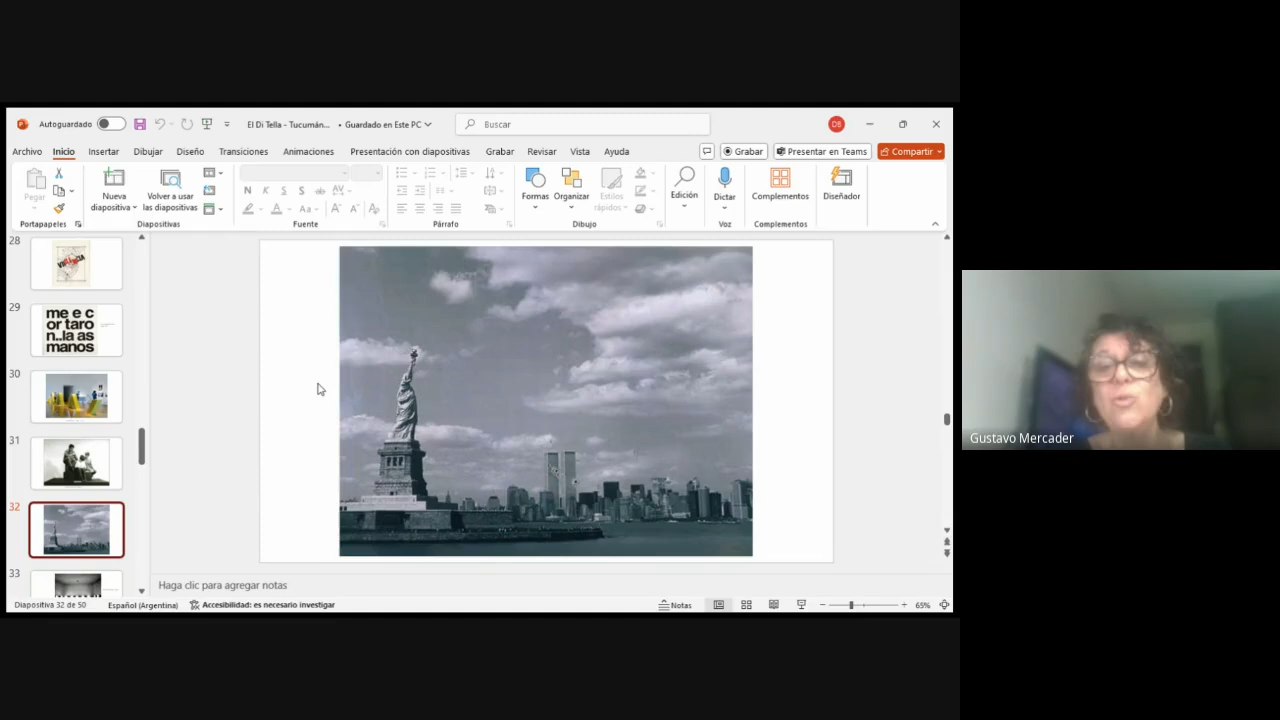 Autoguardado
El Di Tella - Tucumán... • Guardado en Este PC
Buscar
DB
Archivo Inicio Insertar Dibujar Diseño Transiciones Animaciones Presentación con diapositivas Grabar Revisar Vista Ayuda
Grabar
Presentar en Teams
Compartir
Pegar
Nueva diapositiva
Volver a usar las diapositivas
N K S S ab AV
A Aa A A A
Formas
Organizar
Estilos rápidos
Edición
Dictar
Complementos
Diseñador
Portapapeles Diapositivas Fuente Párrafo Dibujo Voz Complementos
28
29
me e c
or taro
n..la as
manos
30
31
32
33
Haga clic para agregar notas
Diapositiva 32 de 50 Español (Argentina) Accesibilidad: es necesario investigar
Notas
65%
Gustavo Mercader